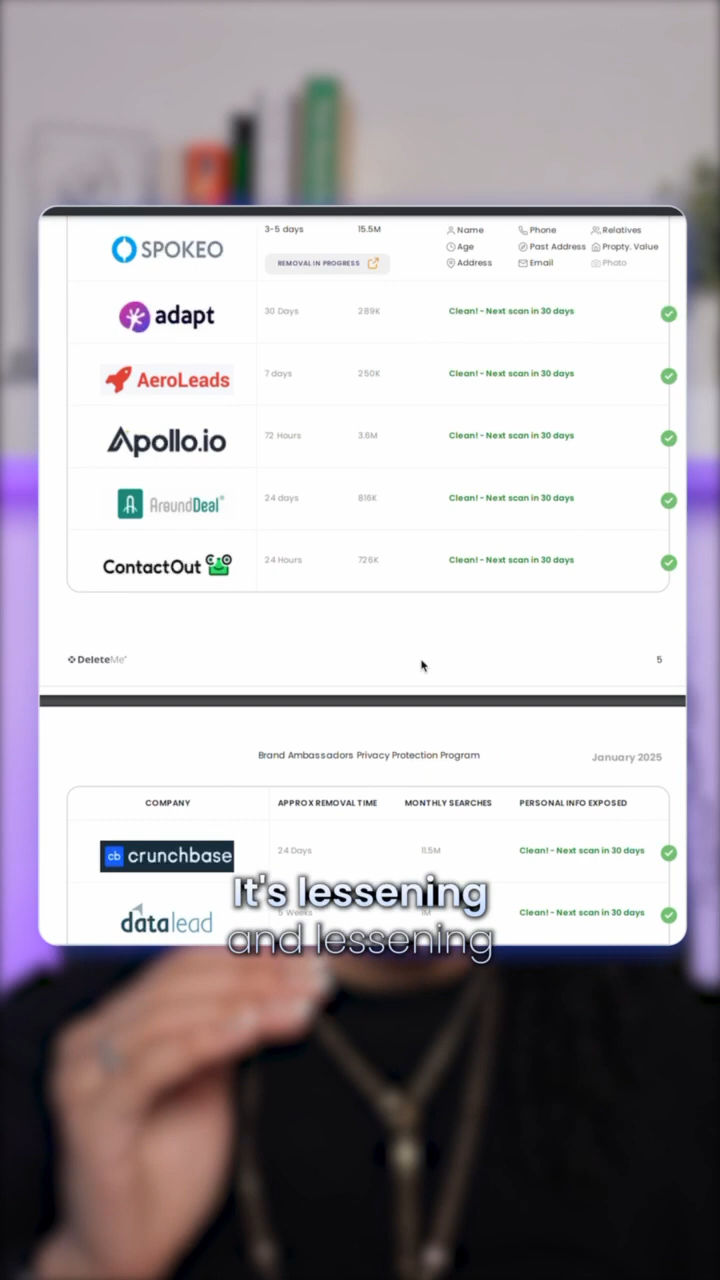 SPOKEO
3-5 days
15.5M
Name
Phone
Relatives
Age
Past Address
Propty. Value
Address
Email
Photo
REMOVAL IN PROGRESS
adapt
30 Days
289K
Clean! - Next scan in 30 days
AeroLeads
7 days
250K
Clean! - Next scan in 30 days
Apollo.io
72 Hours
3.6M
Clean! - Next scan in 30 days
AroundDeal
24 days
816K
Clean! - Next scan in 30 days
ContactOut
24 Hours
726K
Clean! - Next scan in 30 days
DeleteMe
5
Brand Ambassadors Privacy Protection Program
January 2025
COMPANY
APPROX REMOVAL TIME
MONTHLY SEARCHES
PERSONAL INFO EXPOSED
cb crunchbase
24 Days
11.5M
Clean! - Next scan in 30 days
datalead
5 Weeks
1M
Clean! - Next scan in 30 days
It's lessening
and lessening